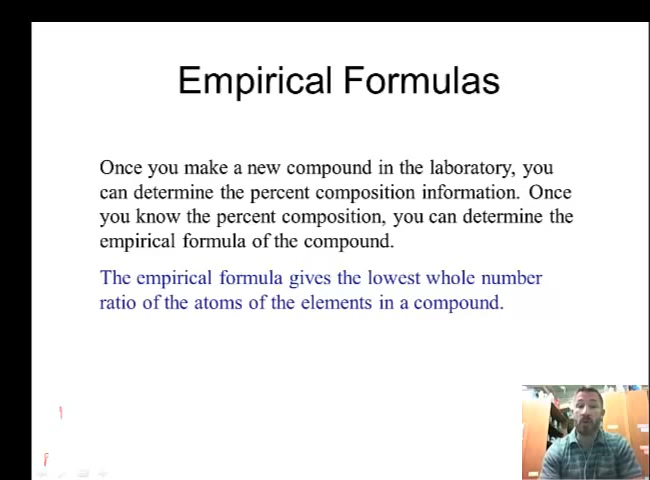 Empirical Formulas
Once you make a new compound in the laboratory, you
can determine the percent composition information. Once
you know the percent composition, you can determine the
empirical formula of the compound.
The empirical formula gives the lowest whole number
ratio of the atoms of the elements in a compound.